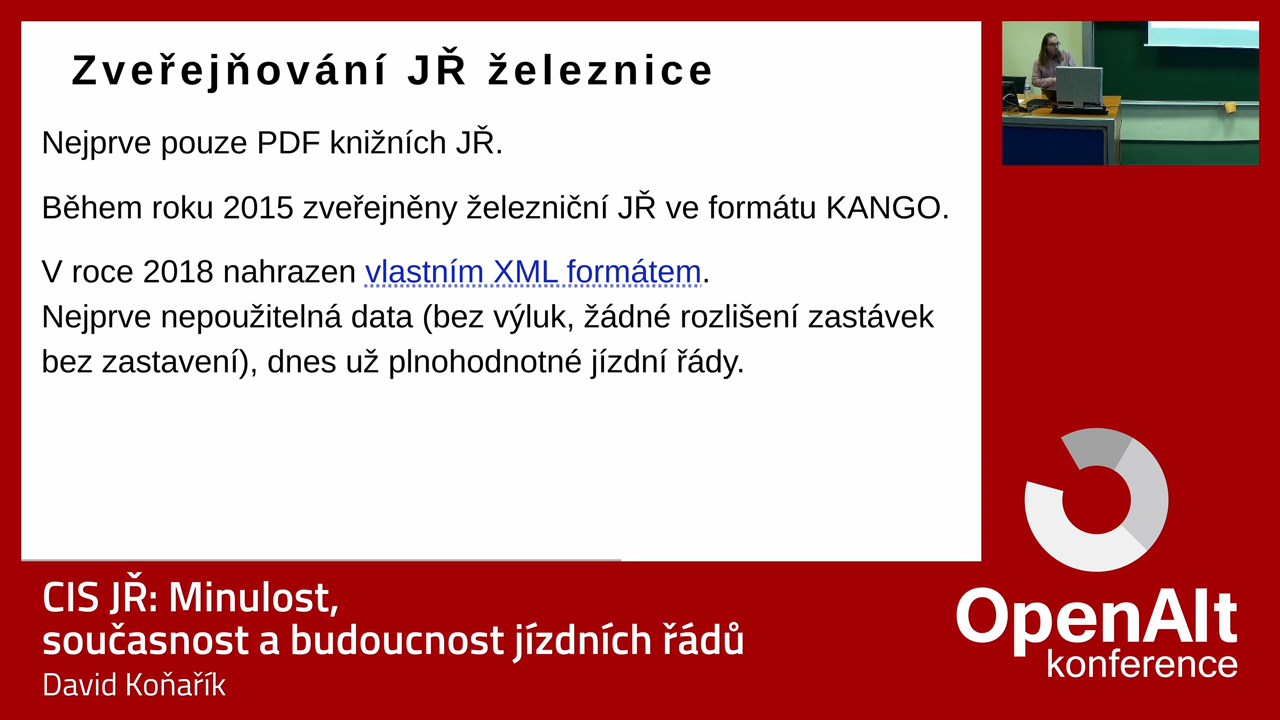 Zveřejňování JŘ železnice
Nejprve pouze PDF knižních JŘ.
Během roku 2015 zveřejněny železniční JŘ ve formátu KANGO.
V roce 2018 nahrazen vlastním XML formátem.
Nejprve nepoužitelná data (bez výluk, žádné rozlišení zastávek
bez zastavení), dnes už plnohodnotné jízdní řády.
CIS JŘ: Minulost,
současnost a budoucnost jízdních řádů
David Koňařík
OpenAlt
konference